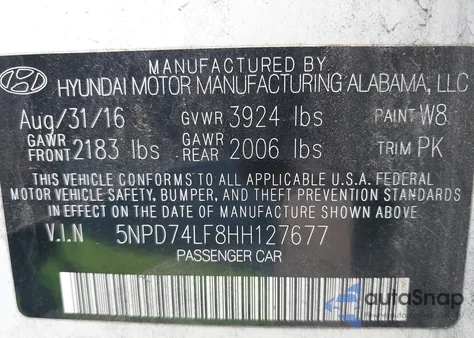 MANUFACTURED BY
HYUNDAI MOTOR MANUFACTURING ALABAMA, LLC
Aug/31/16 GVWR 3924 lbs PAINT W8
GAWR FRONT 2183 lbs GAWR REAR 2006 lbs TRIM PK
THIS VEHICLE CONFORMS TO ALL APPLICABLE U.S.A. FEDERAL
MOTOR VEHICLE SAFETY, BUMPER, AND THEFT PREVENTION STANDARDS
IN EFFECT ON THE DATE OF MANUFACTURE SHOWN ABOVE.
V.I.N 5NPD74LF8HH127677
PASSENGER CAR
autoSnap